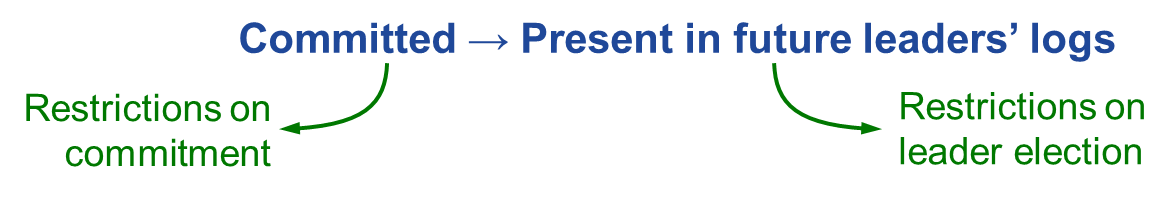 Committed → Present in future leaders’ logs
Restrictions on
commitment
Restrictions on
leader election